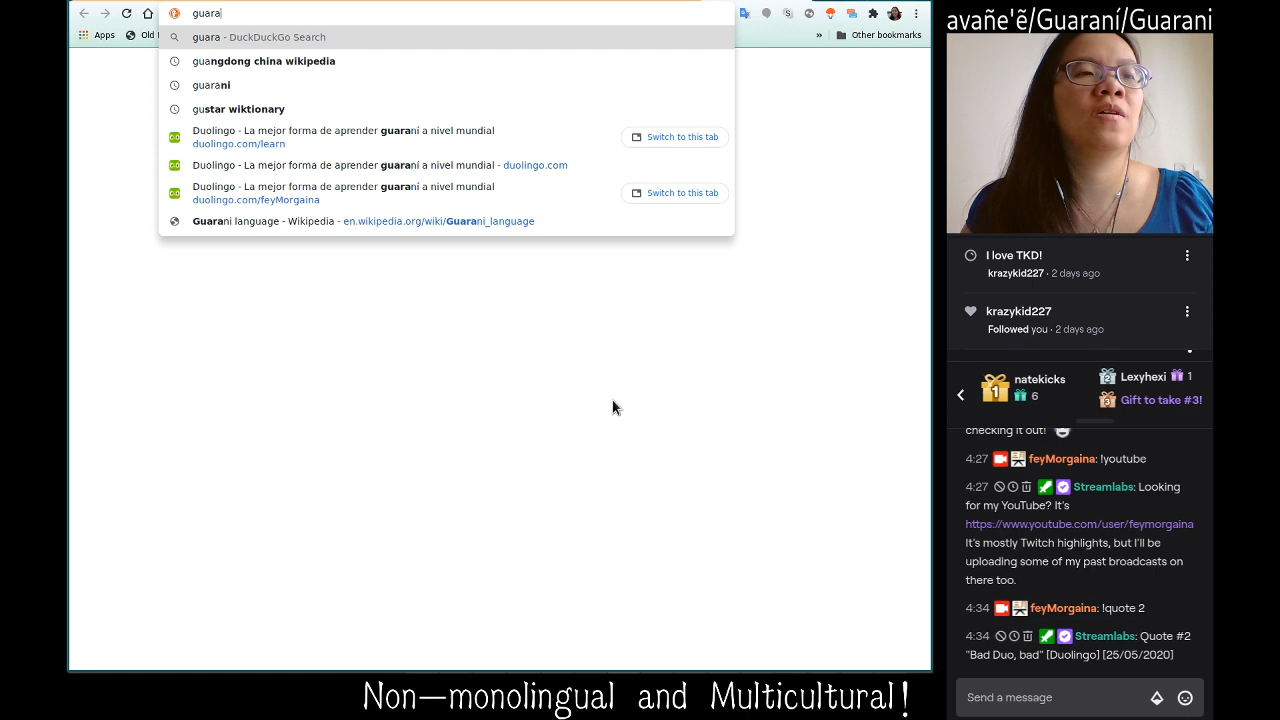 guara
avañe'ẽ/Guaraní/Guarani
Apps
Old
»
Other bookmarks
guara - DuckDuckGo Search
guangdong china wikipedia
guarani
gustar wiktionary
Duolingo - La mejor forma de aprender guaraní a nivel mundial
duolingo.com/learn
Switch to this tab
Duolingo - La mejor forma de aprender guaraní a nivel mundial - duolingo.com
Duolingo - La mejor forma de aprender guaraní a nivel mundial
duolingo.com/feyMorgaina
Switch to this tab
Guarani language - Wikipedia - en.wikipedia.org/wiki/Guarani_language
I love TKD!
krazykid227 · 2 days ago
krazykid227
Followed you · 2 days ago
natekicks
6
Lexyhexi 1
Gift to take #3!
checking it out!
4:27 feyMorgaina: !youtube
4:27 Streamlabs: Looking
for my YouTube? It's
https://www.youtube.com/user/feymorgaina
It's mostly Twitch highlights, but I'll be
uploading some of my past broadcasts on
there too.
4:34 feyMorgaina: !quote 2
4:34 Streamlabs: Quote #2
"Bad Duo, bad" [Duolingo] [25/05/2020]
Send a message
Non-monolingual and Multicultural!